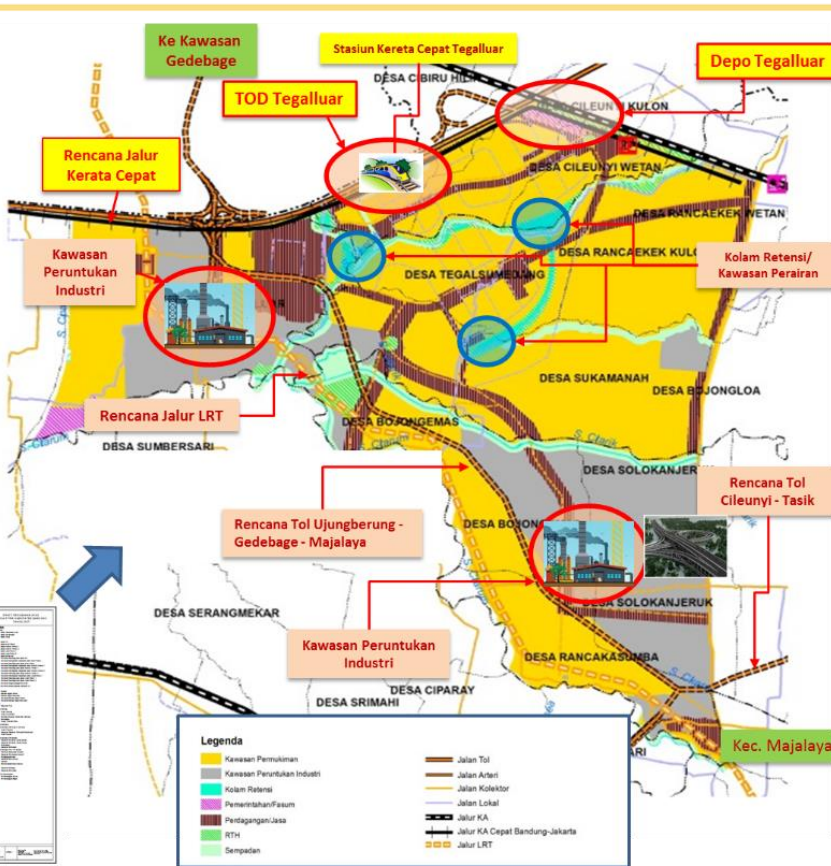 Ke Kawasan
Gedebage
Stasiun Kereta Cepat Tegalluar
Depo Tegalluar
DESA CIBIRU HILIR
TOD Tegalluar
DESA CILEUNYI KULON
Rencana Jalur
Kerata Cepat
DESA CILEUNYI WETAN
DESA RANCAEKEK WETAN
Kawasan
Peruntukan
Industri
DESA RANCAEKEK KULO
DESA TEGALSUMEDANG
Kolam Retensi/
Kawasan Perairan
DESA SUKAMANAH
DESA BOJONGLOA
Rencana Jalur LRT
DESA BOJONGEMAS
DESA SUMBERSARI
S. Citarum
DESA SOLOKANJERUK
Rencana Tol
Cileunyi - Tasik
Rencana Tol Ujungberung -
Gedebage - Majalaya
DESA BOJONG
DESA SERANGMEKAR
DESA SOLOKANJERUK
Kawasan Peruntukan
Industri
DESA RANCAKASUMBA
DESA CIPARAY
DESA SRIMAHI
Kec. Majalaya
Legenda
Kawasan Permukiman
Kawasan Peruntukan Industri
Kolam Retensi
Pemerintahan/Fasum
Perdagangan/Jasa
RTH
Sempadan
Jalan Tol
Jalan Arteri
Jalan Kolektor
Jalan Lokal
Jalur KA
Jalur KA Cepat Bandung-Jakarta
Jalur LRT